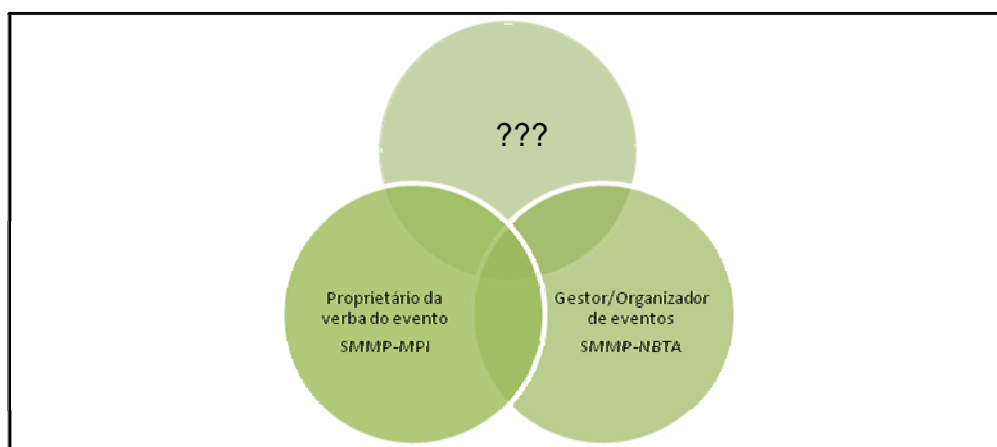 ???
Proprietário da
verba do evento
SMMP-MPI
Gestor/Organizador
de eventos
SMMP-NBTA